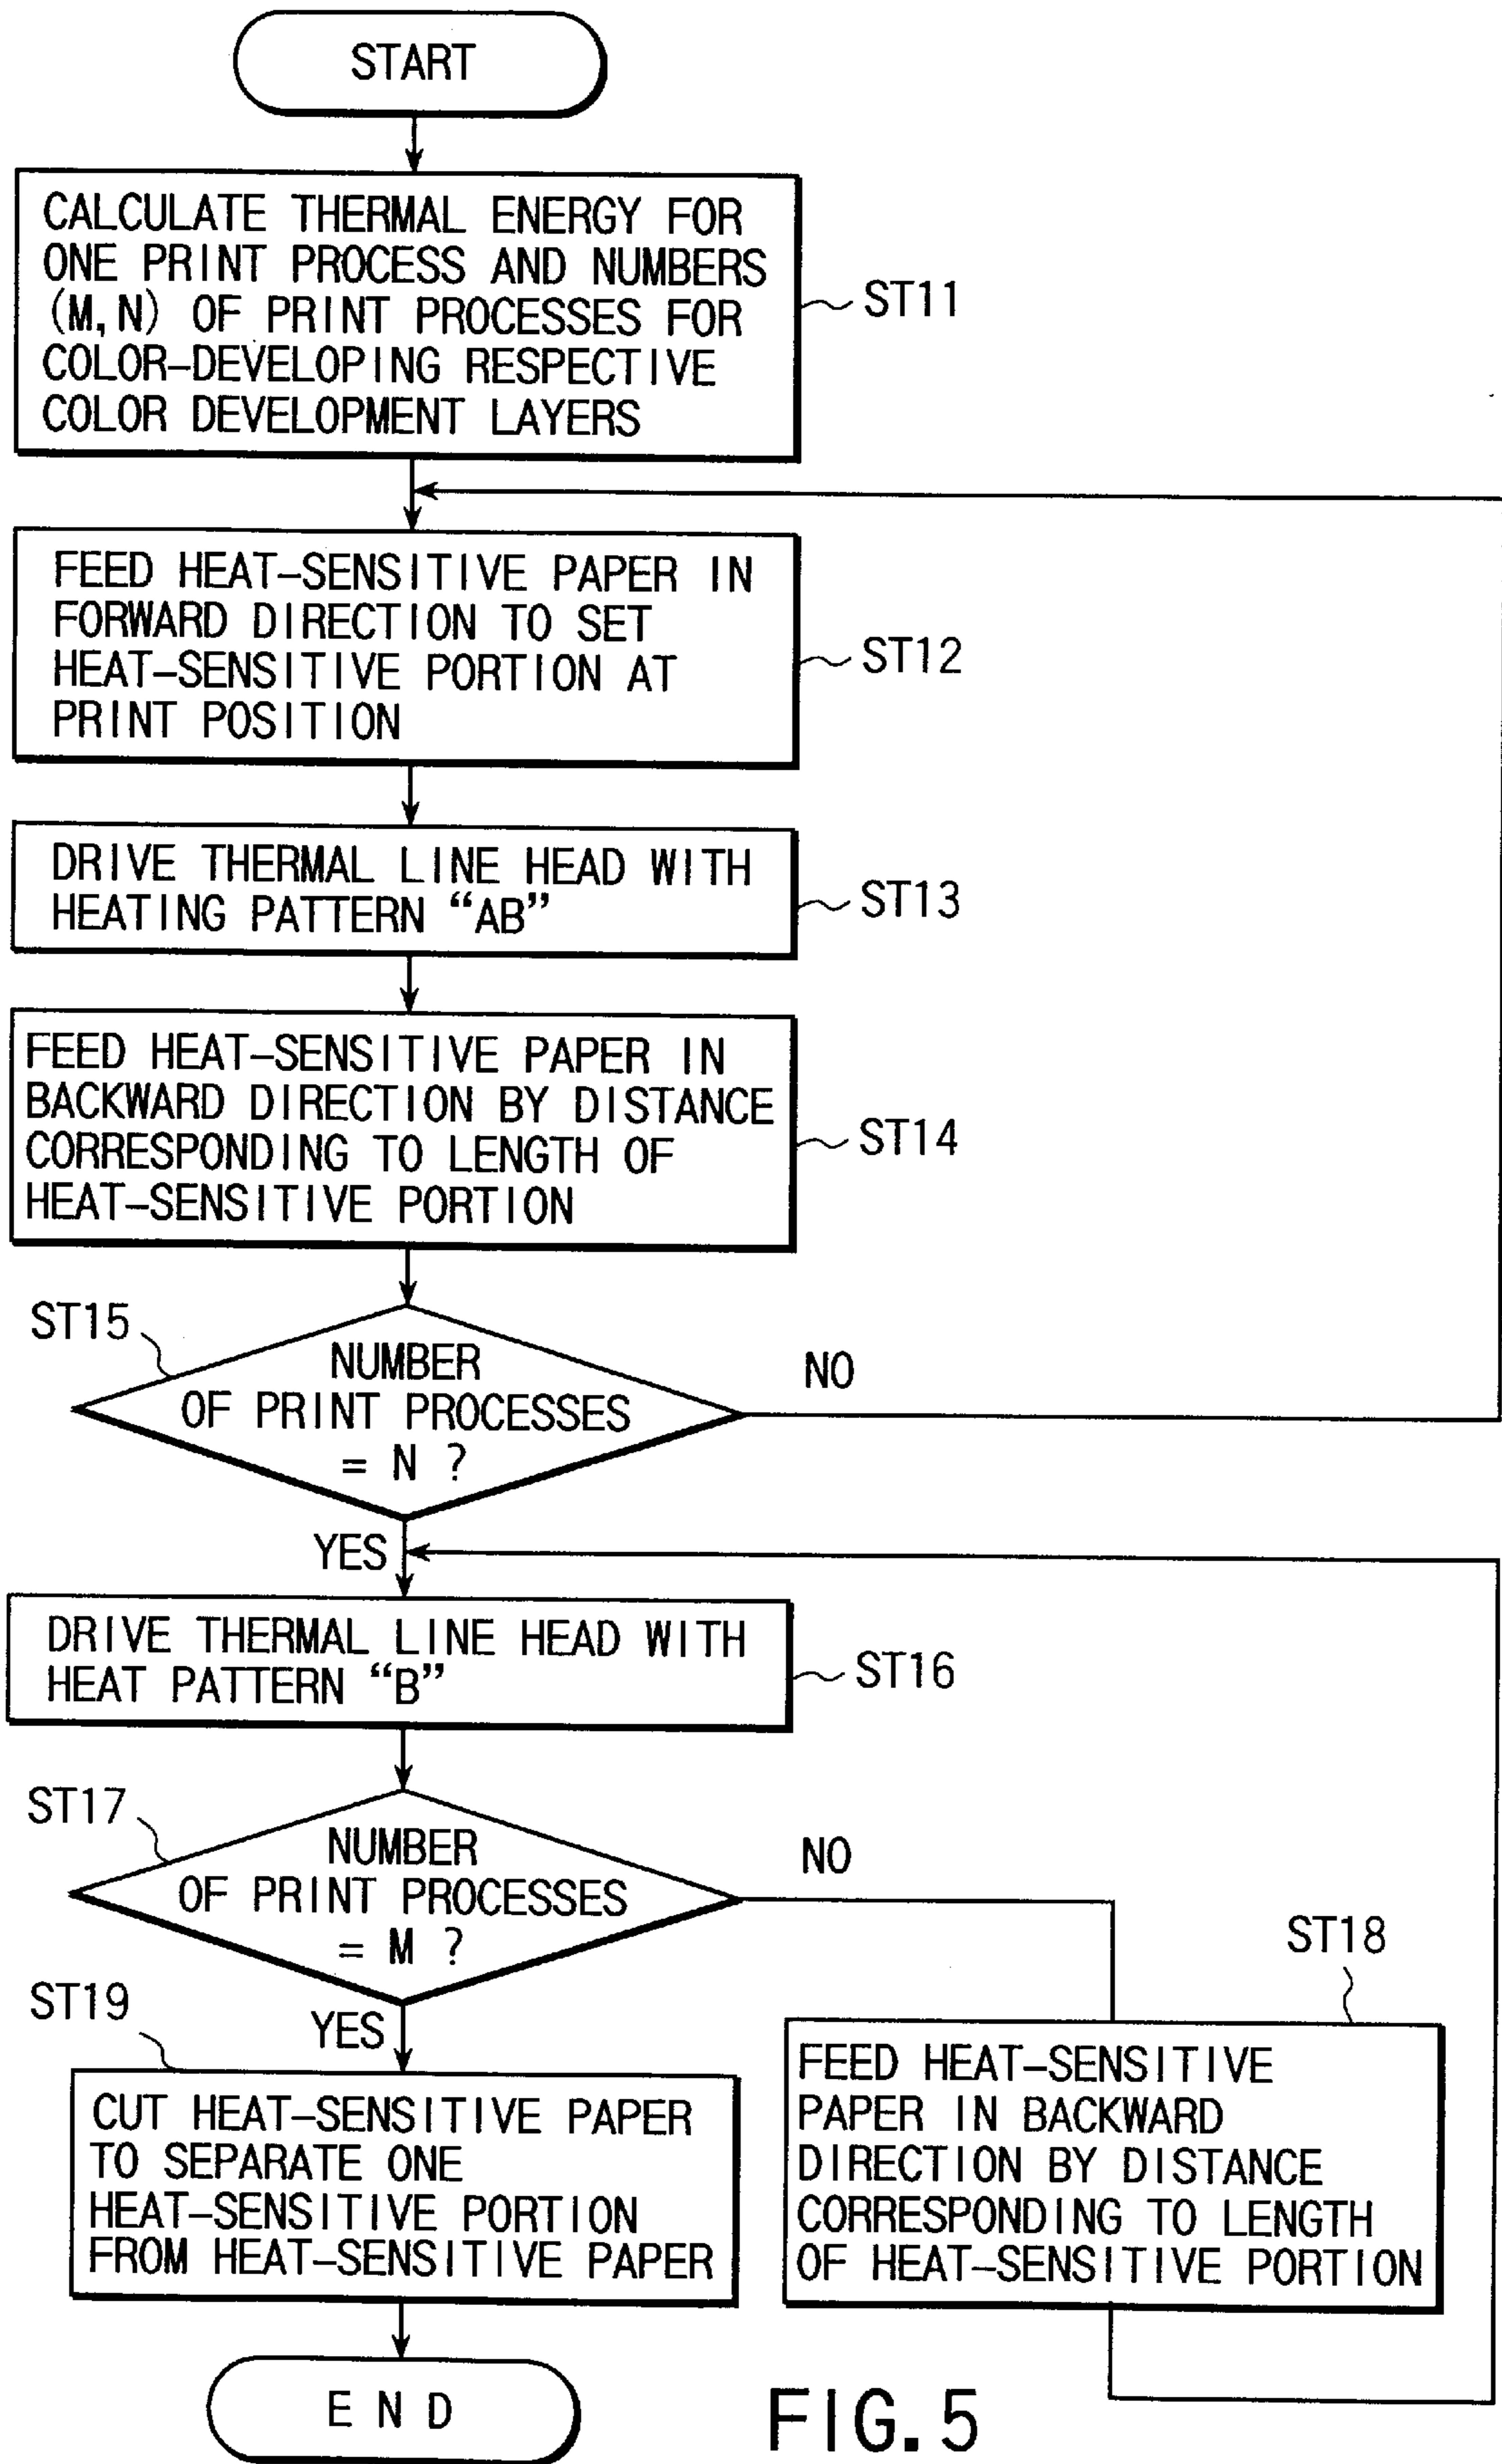 START
CALCULATE THERMAL ENERGY FOR
ONE PRINT PROCESS AND NUMBERS
(M, N) OF PRINT PROCESSES FOR
COLOR-DEVELOPING RESPECTIVE
COLOR DEVELOPMENT LAYERS
ST11
FEED HEAT-SENSITIVE PAPER IN
FORWARD DIRECTION TO SET
HEAT-SENSITIVE PORTION AT
PRINT POSITION
ST12
DRIVE THERMAL LINE HEAD WITH
HEATING PATTERN “AB”
ST13
FEED HEAT-SENSITIVE PAPER IN
BACKWARD DIRECTION BY DISTANCE
CORRESPONDING TO LENGTH OF
HEAT-SENSITIVE PORTION
ST14
ST15
NUMBER
OF PRINT PROCESSES
= N ?
NO
YES
DRIVE THERMAL LINE HEAD WITH
HEAT PATTERN “B”
ST16
ST17
NUMBER
OF PRINT PROCESSES
= M ?
NO
YES
ST18
FEED HEAT-SENSITIVE
PAPER IN BACKWARD
DIRECTION BY DISTANCE
CORRESPONDING TO LENGTH
OF HEAT-SENSITIVE PORTION
ST19
CUT HEAT-SENSITIVE PAPER
TO SEPARATE ONE
HEAT-SENSITIVE PORTION
FROM HEAT-SENSITIVE PAPER
END
FIG. 5